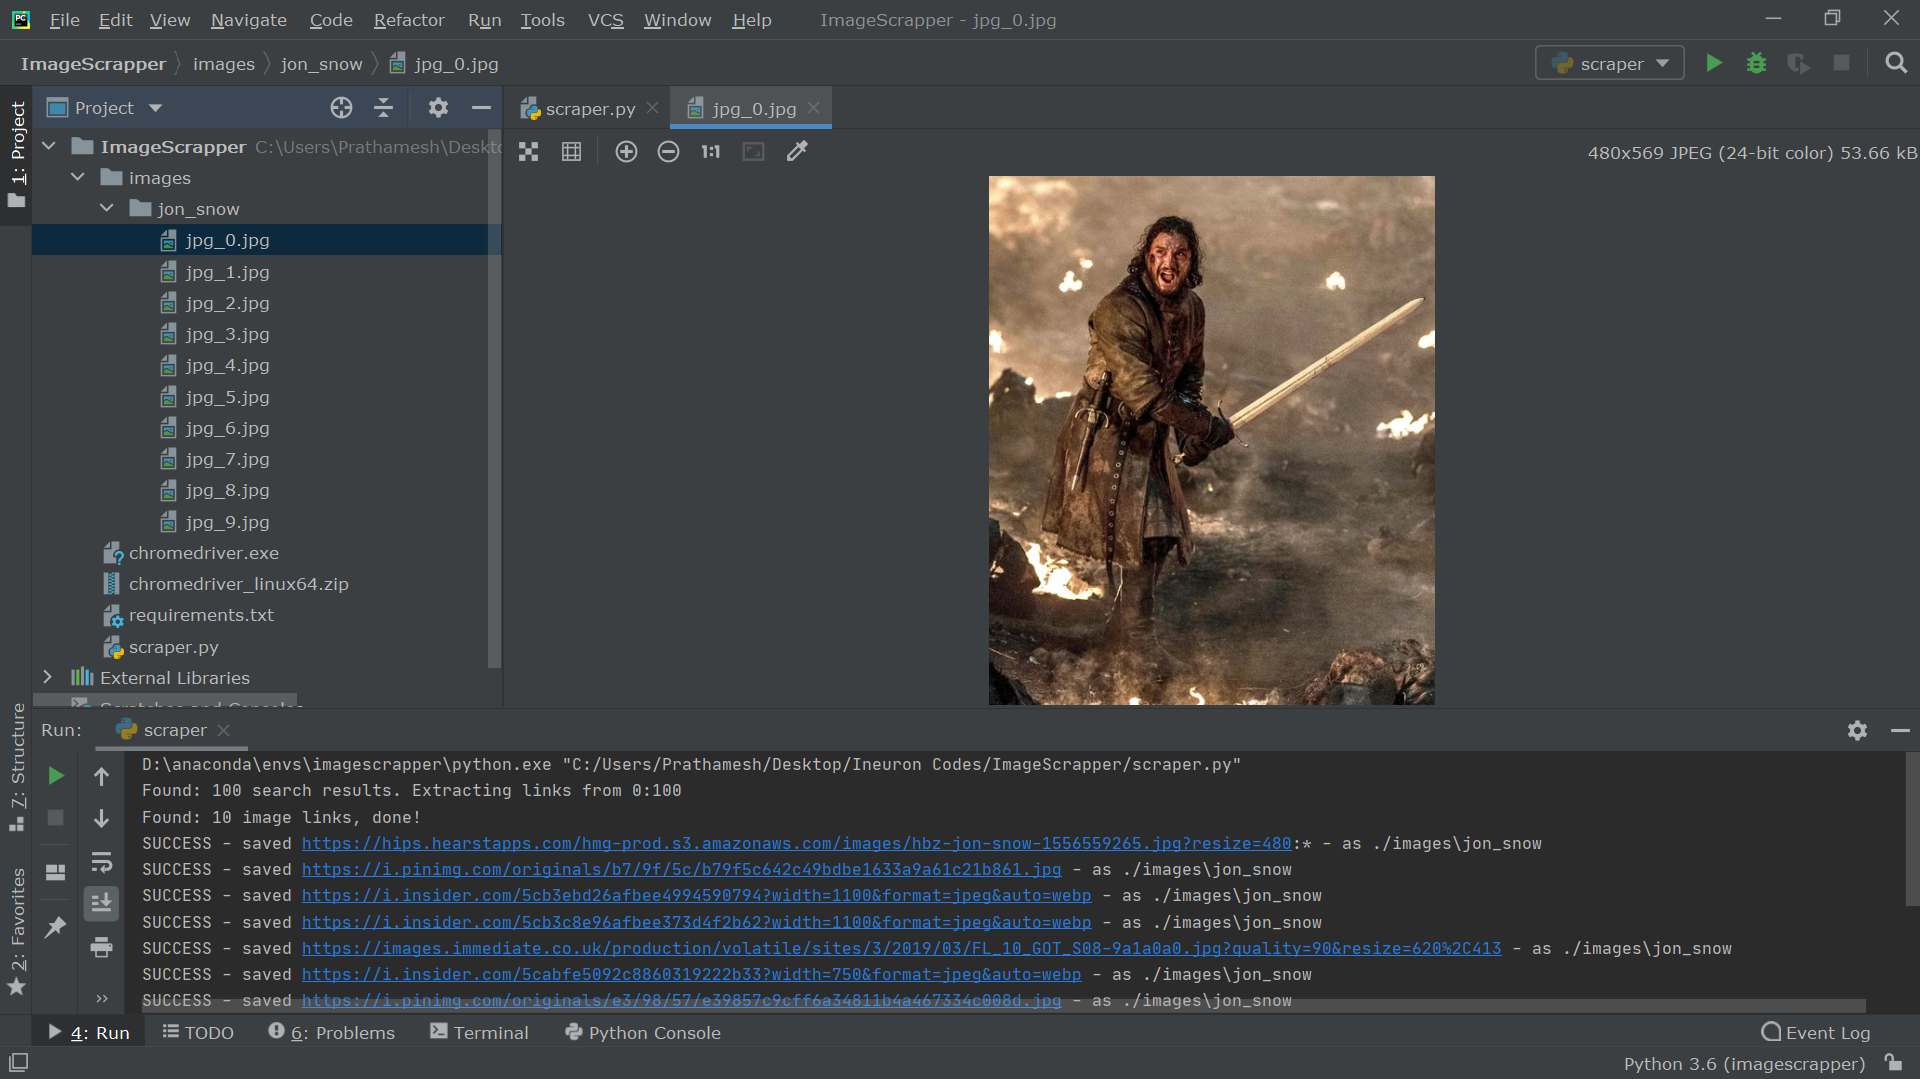 File Edit View Navigate Code Refactor Run Tools VCS Window Help ImageScrapper - jpg_0.jpg
ImageScrapper images jon_snow jpg_0.jpg scraper
1: Project
Project
scraper.py jpg_0.jpg
480x569 JPEG (24-bit color) 53.66 kB
1:1
ImageScrapper C:\Users\Prathamesh\Deskto
images
jon_snow
jpg_0.jpg
jpg_1.jpg
jpg_2.jpg
jpg_3.jpg
jpg_4.jpg
jpg_5.jpg
jpg_6.jpg
jpg_7.jpg
jpg_8.jpg
jpg_9.jpg
chromedriver.exe
chromedriver_linux64.zip
requirements.txt
scraper.py
External Libraries
Scratches and Consoles
7: Structure
2: Favorites
Run: scraper
D:\anaconda\envs\imagescrapper\python.exe "C:/Users/Prathamesh/Desktop/Ineuron Codes/ImageScrapper/scraper.py"
Found: 100 search results. Extracting links from 0:100
Found: 10 image links, done!
SUCCESS - saved https://hips.hearstapps.com/hmg-prod.s3.amazonaws.com/images/hbz-jon-snow-1556559265.jpg?resize=480:* - as ./images\jon_snow
SUCCESS - saved https://i.pinimg.com/originals/b7/9f/5c/b79f5c642c49bdbe1633a9a61c21b861.jpg - as ./images\jon_snow
SUCCESS - saved https://i.insider.com/5cb3ebd26afbee4994590794?width=1100&format=jpeg&auto=webp - as ./images\jon_snow
SUCCESS - saved https://i.insider.com/5cb3c8e96afbee373d4f2b62?width=1100&format=jpeg&auto=webp - as ./images\jon_snow
SUCCESS - saved https://images.immediate.co.uk/production/volatile/sites/3/2019/03/FL_10_GOT_S08-9a1a0a0.jpg?quality=90&resize=620%2C413 - as ./images\jon_snow
SUCCESS - saved https://i.insider.com/5cabfe5092c8860319222b33?width=750&format=jpeg&auto=webp - as ./images\jon_snow
SUCCESS - saved https://i.pinimg.com/originals/e3/98/57/e39857c9cff6a34811b4a467334c008d.jpg - as ./images\jon_snow
4: Run TODO 6: Problems Terminal Python Console Event Log
Python 3.6 (imagescrapper)